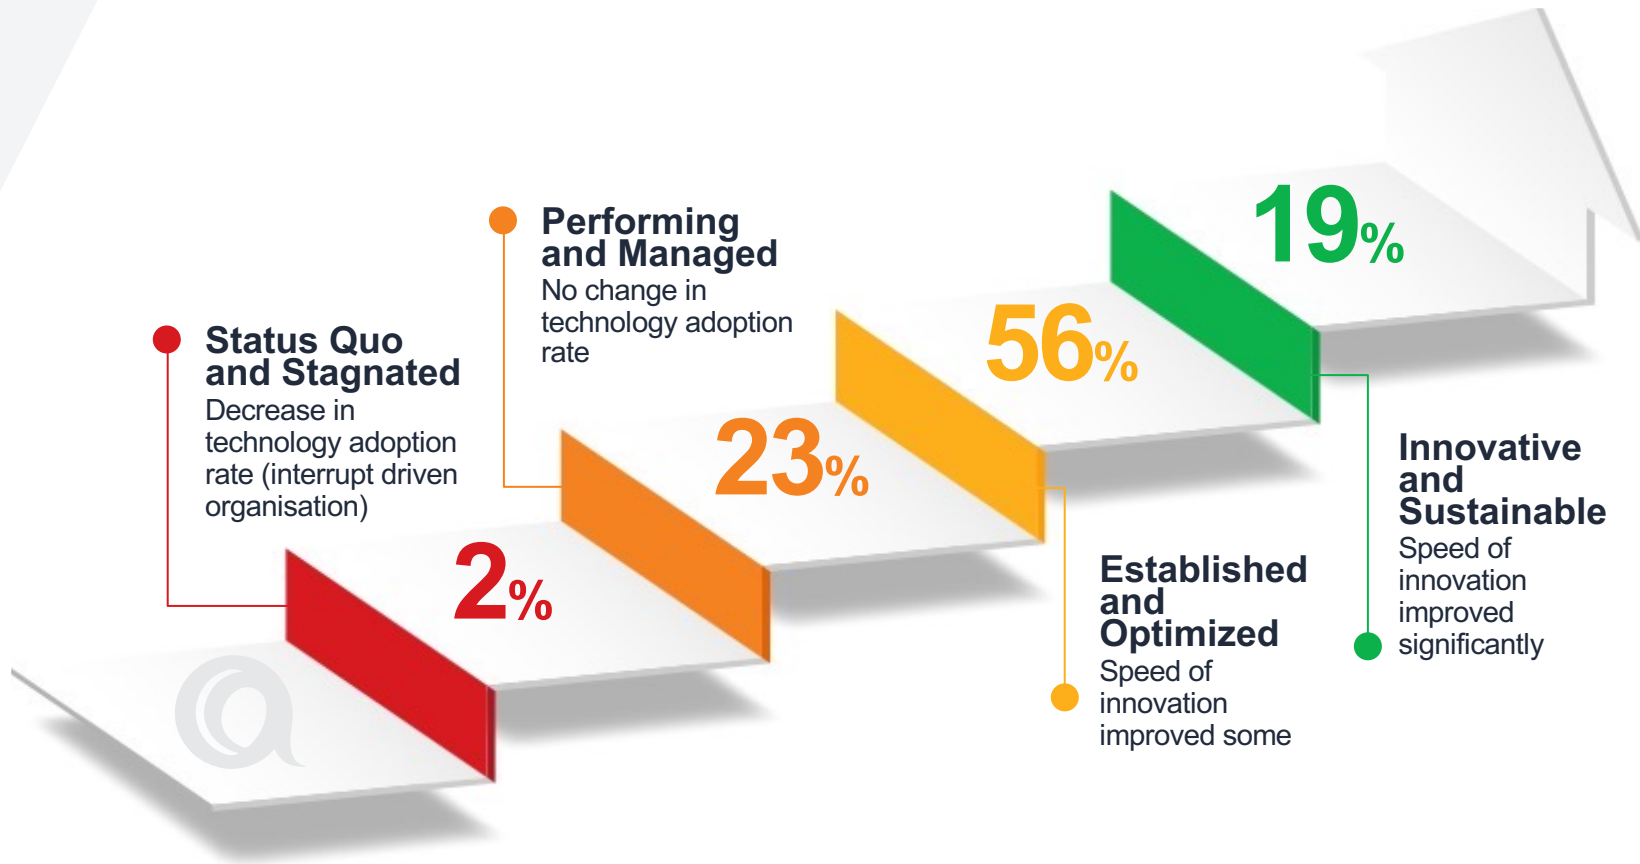 Status Quo
and Stagnated
Decrease in
technology adoption
rate (interrupt driven
organisation)
2%
Performing
and Managed
No change in
technology adoption
rate
23%
56%
Established
and
Optimized
Speed of
innovation
improved some
19%
Innovative
and
Sustainable
Speed of
innovation
improved
significantly